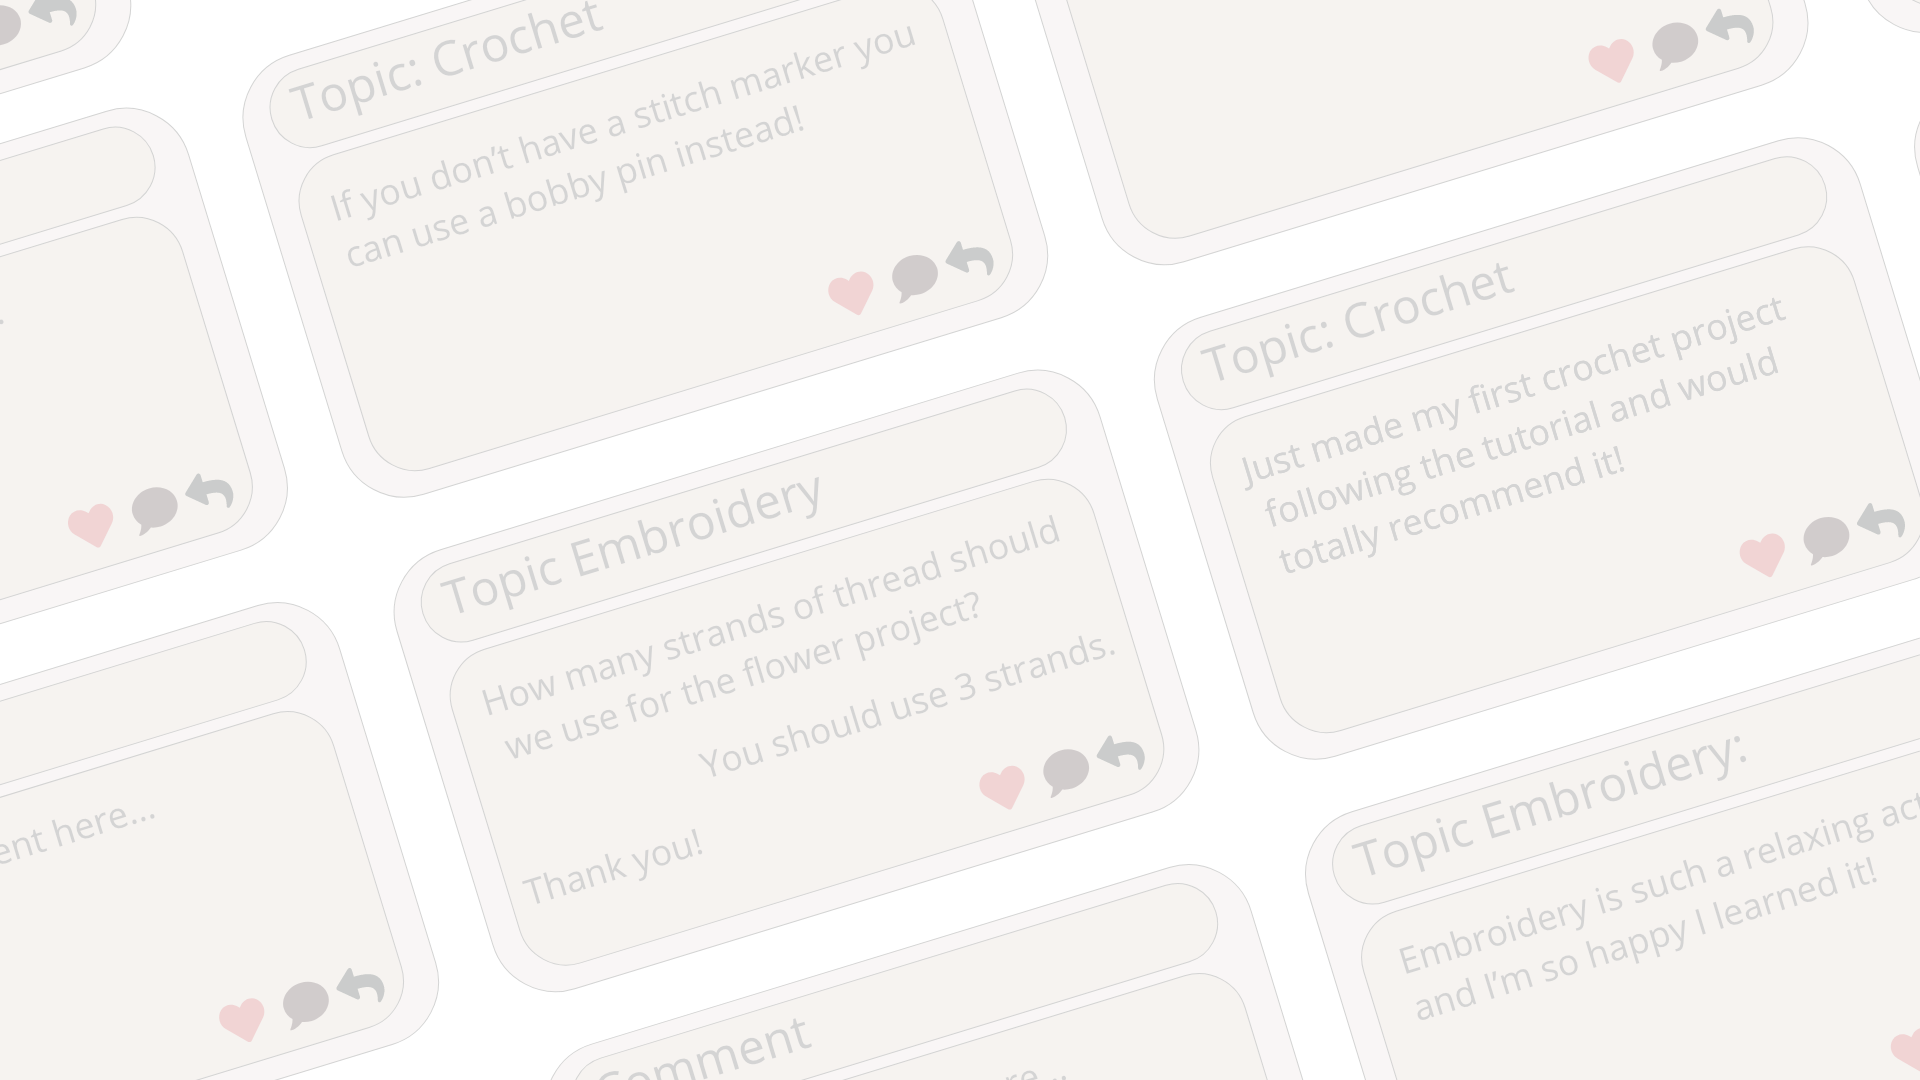 Topic: Crochet
If you don’t have a stitch marker you
can use a bobby pin instead!
Topic: Crochet
Just made my first crochet project
following the tutorial and would
totally recommend it!
Topic Embroidery
How many strands of thread should
we use for the flower project?
You should use 3 strands.
Thank you!
here...
Topic Embroidery:
Embroidery is such a relaxing
and I’m so happy I learned it!
Comment